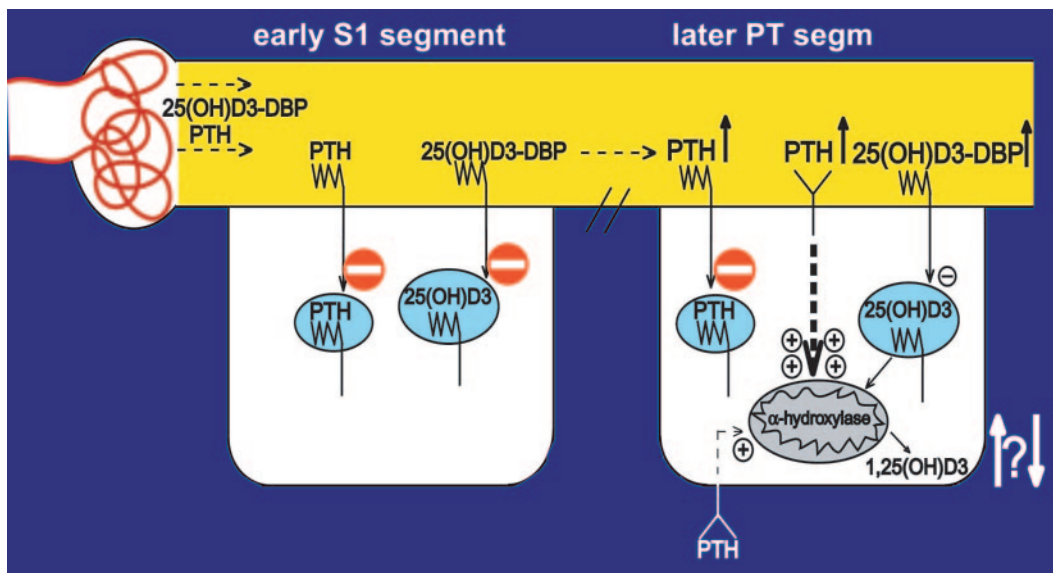 early S1 segment
later PT segm
25(OH)D3-DBP
PTH
PTH
25(OH)D3-DBP
PTH
PTH
25(OH)D3-DBP
PTH
25(OH)D3
PTH
25(OH)D3
α-hydroxylase
1,25(OH)D3
?
PTH